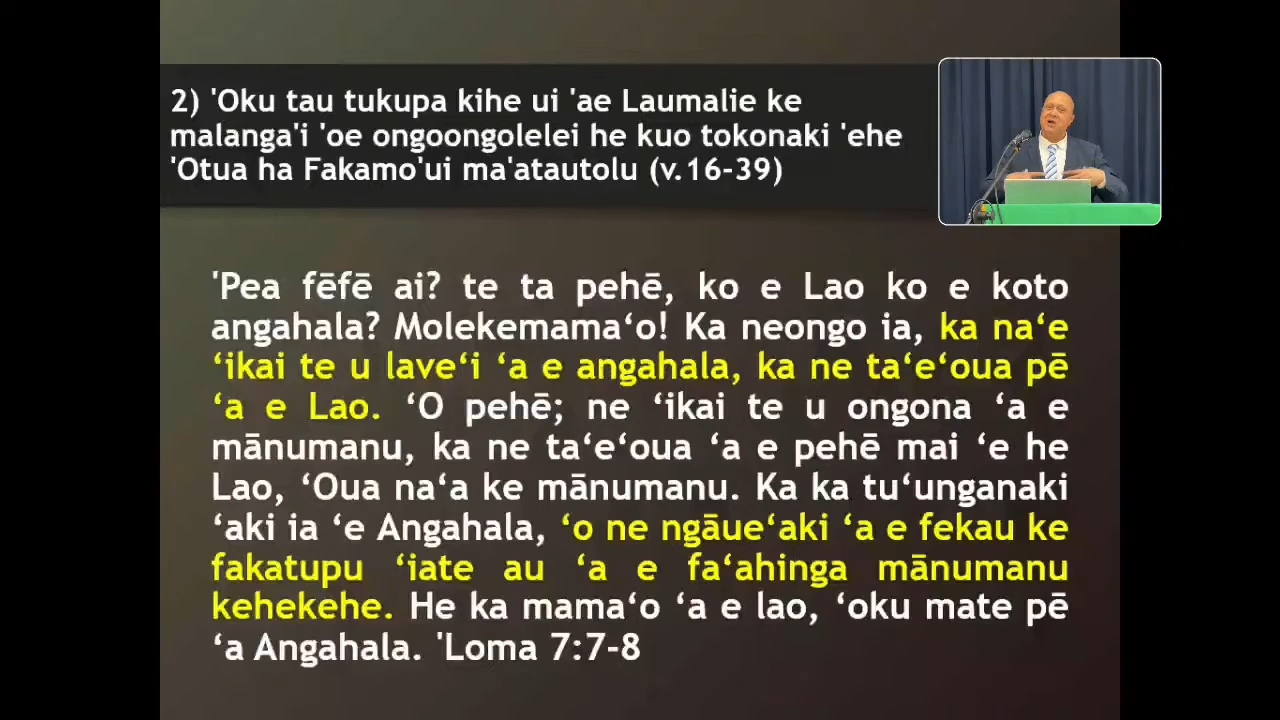 2) 'Oku tau tukupa kihe ui 'ae Laumalie ke
malanga'i 'oe ongoongolelei he kuo tokonaki 'ehe
'Otua ha Fakamo'ui ma'atautolu (v.16-39)
'Pea fēfē ai? te ta pehē, ko e Lao ko e koto
angahala? Molekemama‘o! Ka neongo ia, ka na‘e
‘ikai te u lave‘i ‘a e angahala, ka ne ta‘e‘oua pē
‘a e Lao. ‘O pehē; ne ‘ikai te u ongona ‘a e
mānumanu, ka ne ta‘e‘oua ‘a e pehē mai ‘e he
Lao, ‘Oua na‘a ke mānumanu. Ka ka tu‘unganaki
‘aki ia ‘e Angahala, ‘o ne ngāue‘aki ‘a e fekau ke
fakatupu ‘iate au ‘a e fa‘ahinga mānumanu
kehekehe. He ka mama‘o ‘a e lao, ‘oku mate pē
‘a Angahala. 'Loma 7:7-8